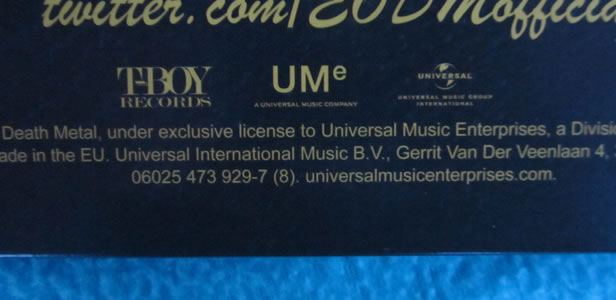 twitter.com/EODMofficia
T-BOY RECORDS
UMe
A UNIVERSAL MUSIC COMPANY
UNIVERSAL
UNIVERSAL MUSIC GROUP
INTERNATIONAL
Death Metal, under exclusive license to Universal Music Enterprises, a Divisi
ade in the EU. Universal International Music B.V., Gerrit Van Der Veenlaan 4,
06025 473 929-7 (8). universalmusicenterprises.com.